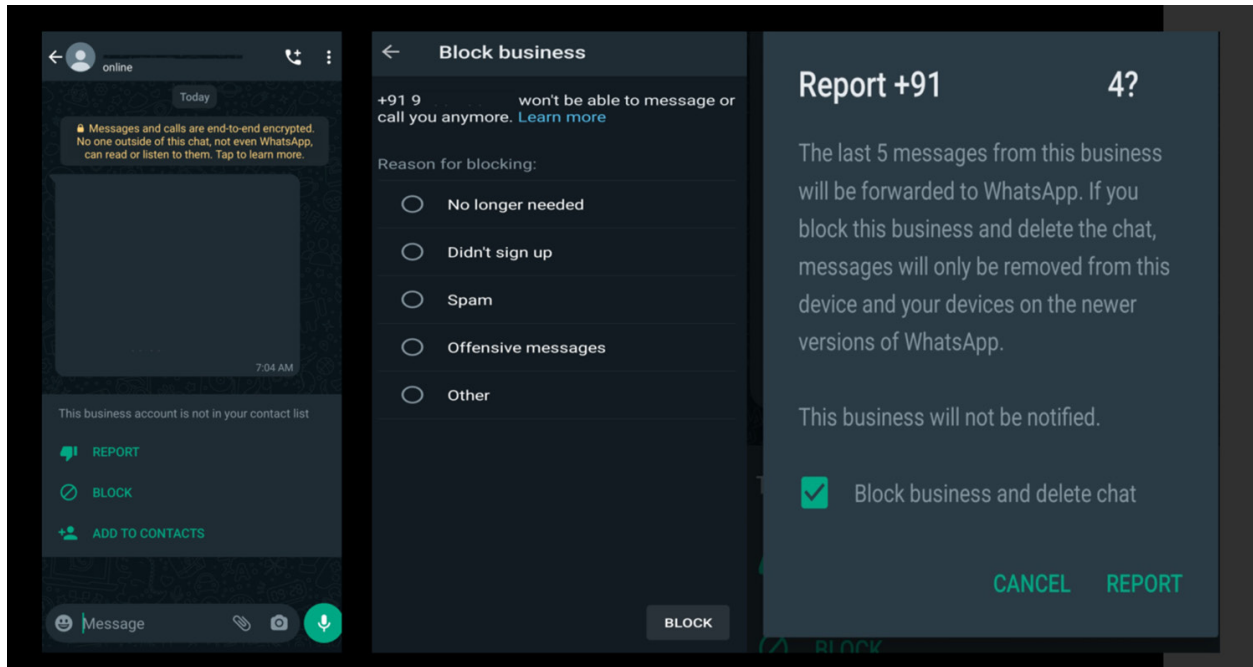 online
Today
Messages and calls are end-to-end encrypted.
No one outside of this chat, not even WhatsApp,
can read or listen to them. Tap to learn more.
7:04 AM
This business account is not in your contact list
REPORT
BLOCK
ADD TO CONTACTS
Message
Block business
+91 9 won't be able to message or
call you anymore. Learn more
Reason for blocking:
No longer needed
Didn't sign up
Spam
Offensive messages
Other
BLOCK
Report +91 4?
The last 5 messages from this business
will be forwarded to WhatsApp. If you
block this business and delete the chat,
messages will only be removed from this
device and your devices on the newer
versions of WhatsApp.
This business will not be notified.
Block business and delete chat
CANCEL REPORT
BLOCK